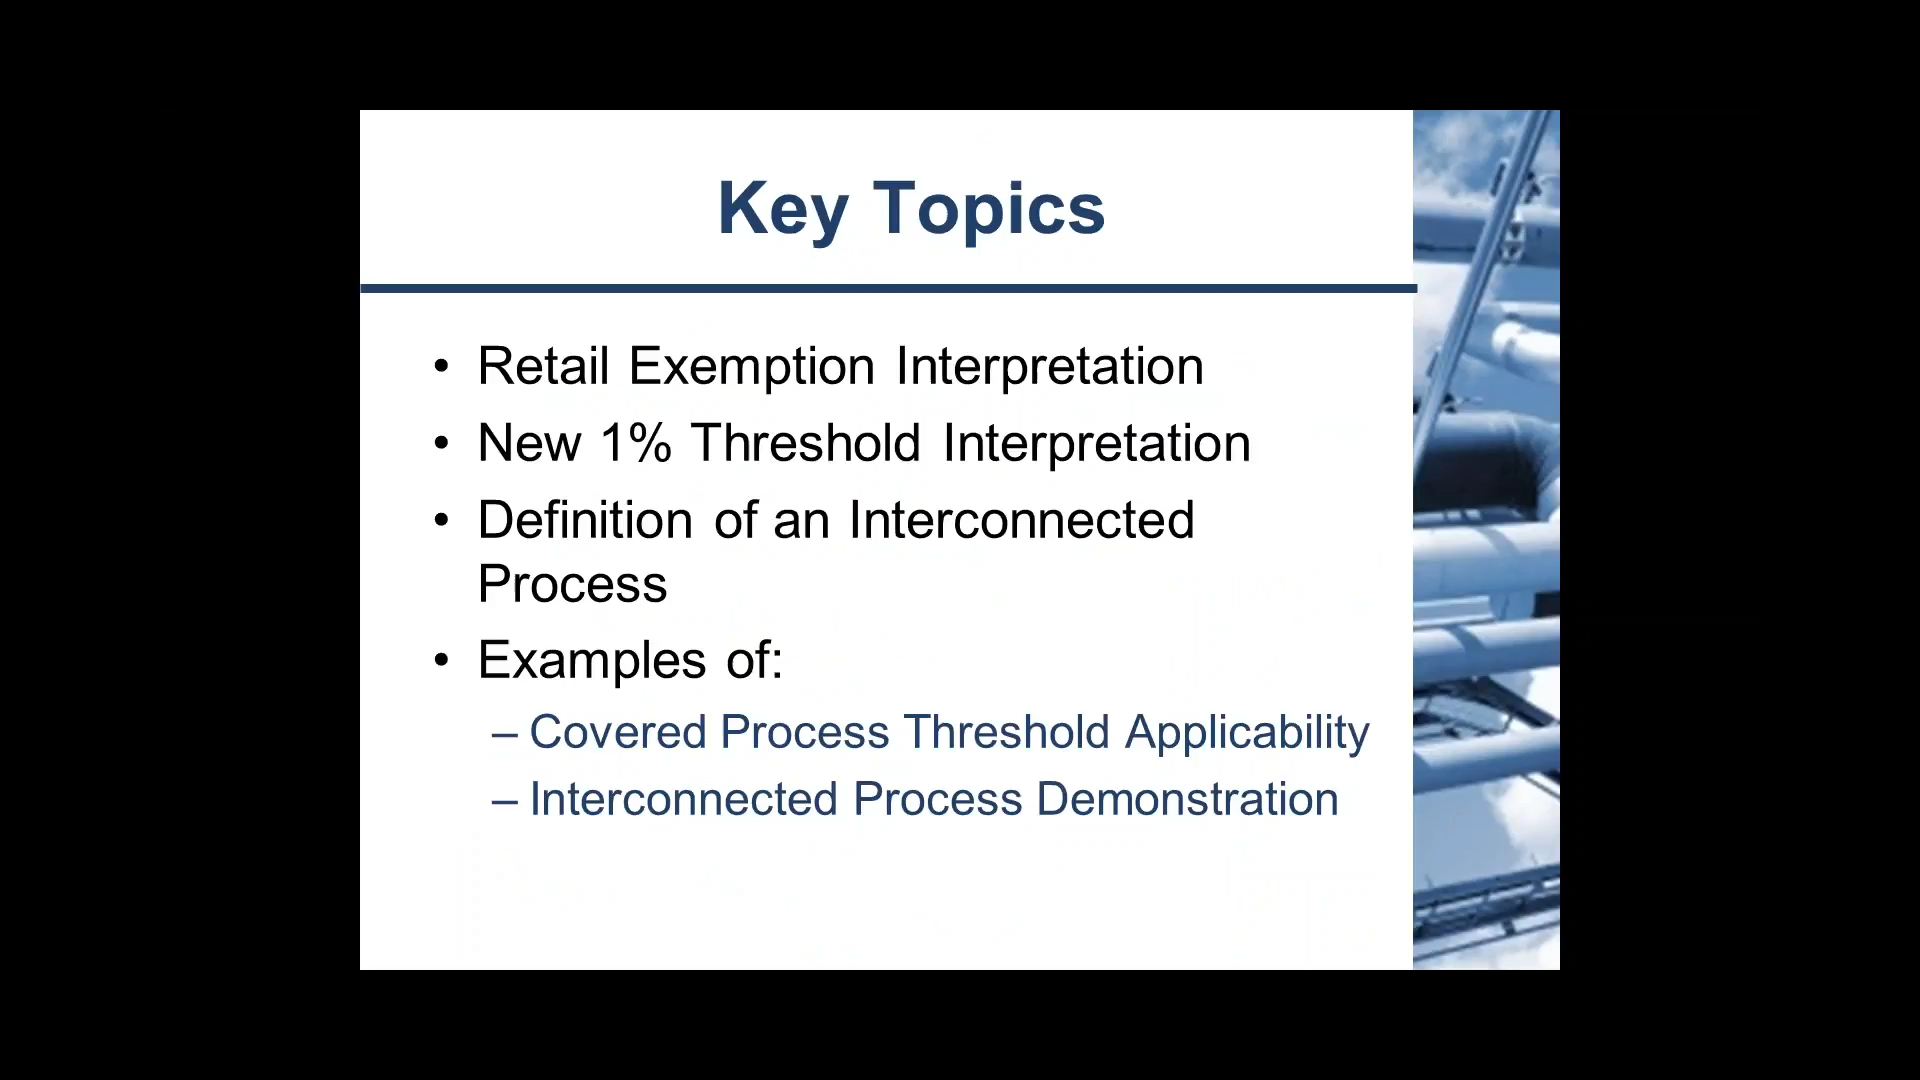 Key Topics
• Retail Exemption Interpretation
• New 1% Threshold Interpretation
• Definition of an Interconnected
Process
• Examples of:
– Covered Process Threshold Applicability
– Interconnected Process Demonstration